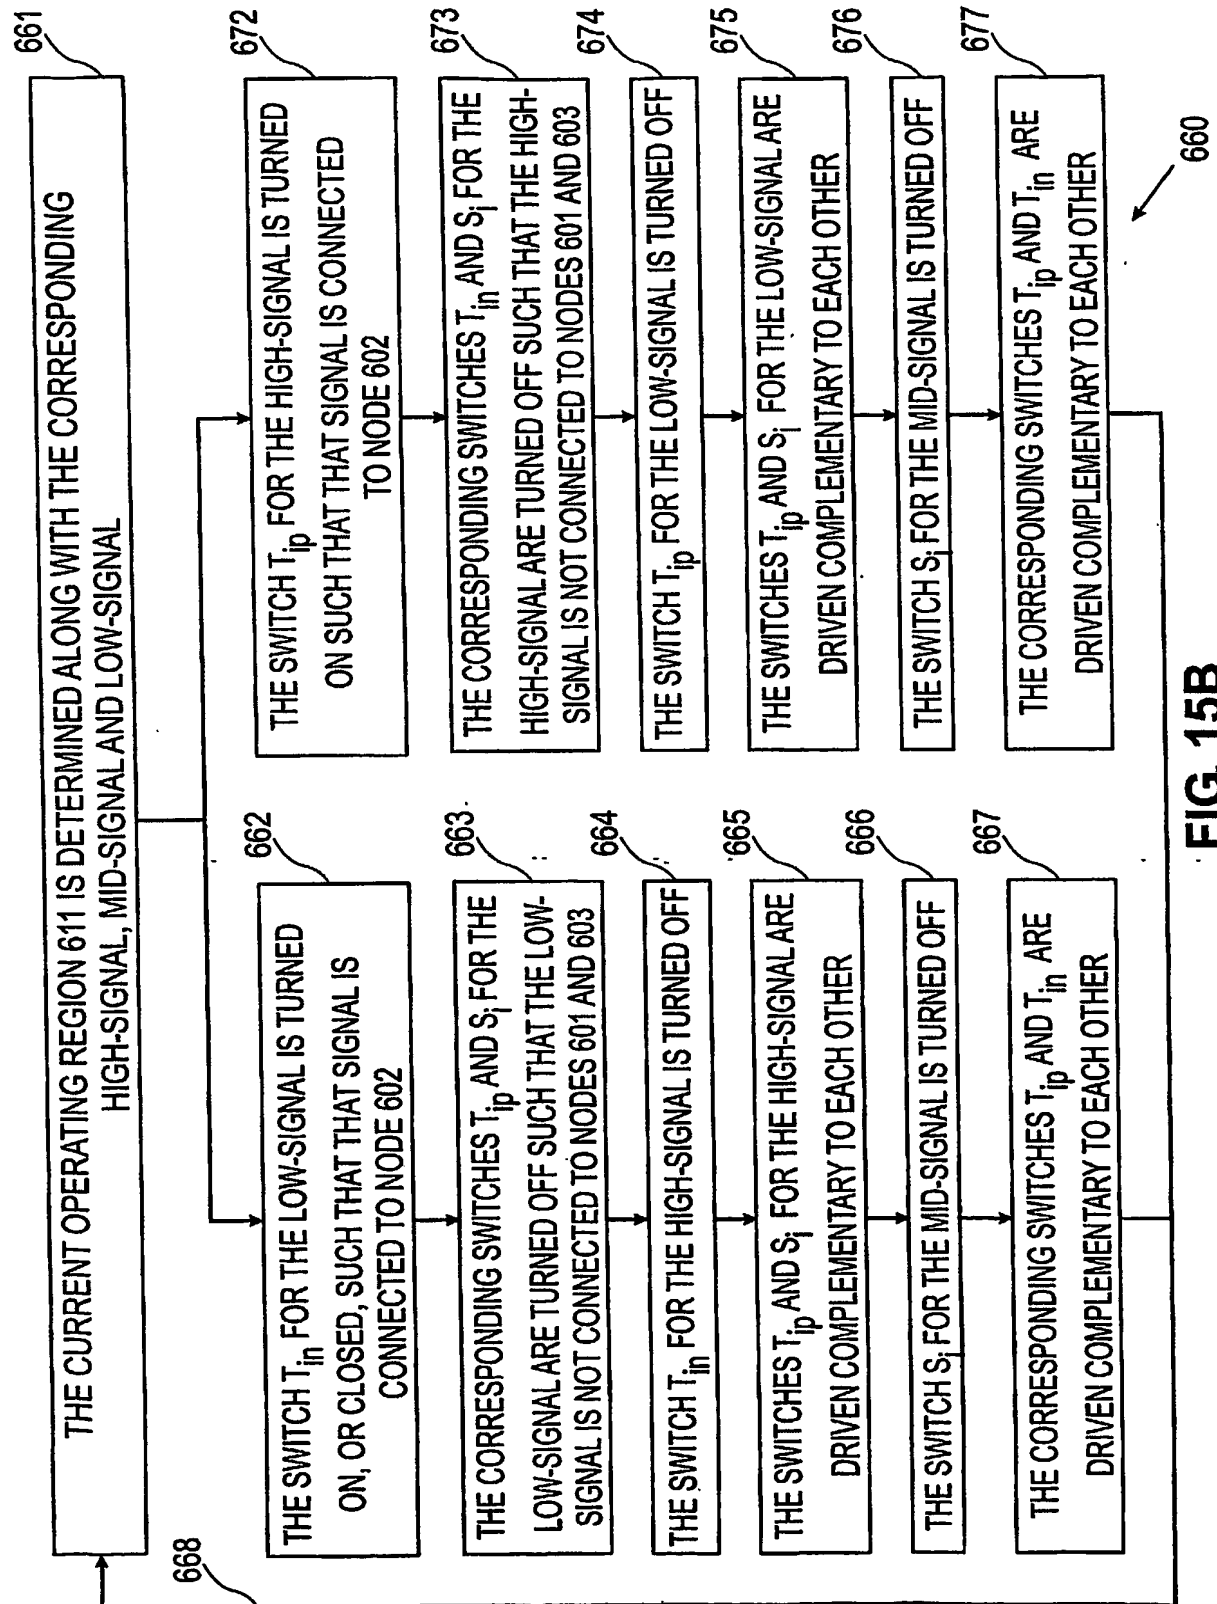 661
THE CURRENT OPERATING REGION 611 IS DETERMINED ALONG WITH THE CORRESPONDING
HIGH-SIGNAL, MID-SIGNAL AND LOW-SIGNAL
662
THE SWITCH Tin FOR THE LOW-SIGNAL IS TURNED
ON, OR CLOSED, SUCH THAT THAT SIGNAL IS
CONNECTED TO NODE 602
663
THE CORRESPONDING SWITCHES Tip AND Si FOR THE
LOW-SIGNAL ARE TURNED OFF SUCH THAT THE LOW-
SIGNAL IS NOT CONNECTED TO NODES 601 AND 603
664
THE SWITCH Tin FOR THE HIGH-SIGNAL IS TURNED OFF
665
THE SWITCHES Tip AND Si FOR THE HIGH-SIGNAL ARE
DRIVEN COMPLEMENTARY TO EACH OTHER
666
THE SWITCH Si FOR THE MID-SIGNAL IS TURNED OFF
667
THE CORRESPONDING SWITCHES Tip AND Tin ARE
DRIVEN COMPLEMENTARY TO EACH OTHER
668
672
THE SWITCH Tip FOR THE HIGH-SIGNAL IS TURNED
ON SUCH THAT THAT SIGNAL IS CONNECTED
TO NODE 602
673
THE CORRESPONDING SWITCHES Tin AND Si FOR THE
HIGH-SIGNAL ARE TURNED OFF SUCH THAT THE HIGH-
SIGNAL IS NOT CONNECTED TO NODES 601 AND 603
674
THE SWITCH Tip FOR THE LOW-SIGNAL IS TURNED OFF
675
THE SWITCHES Tip AND Si FOR THE LOW-SIGNAL ARE
DRIVEN COMPLEMENTARY TO EACH OTHER
676
THE SWITCH Si FOR THE MID-SIGNAL IS TURNED OFF
677
THE CORRESPONDING SWITCHES Tip AND Tin ARE
DRIVEN COMPLEMENTARY TO EACH OTHER
660
FIG. 15B